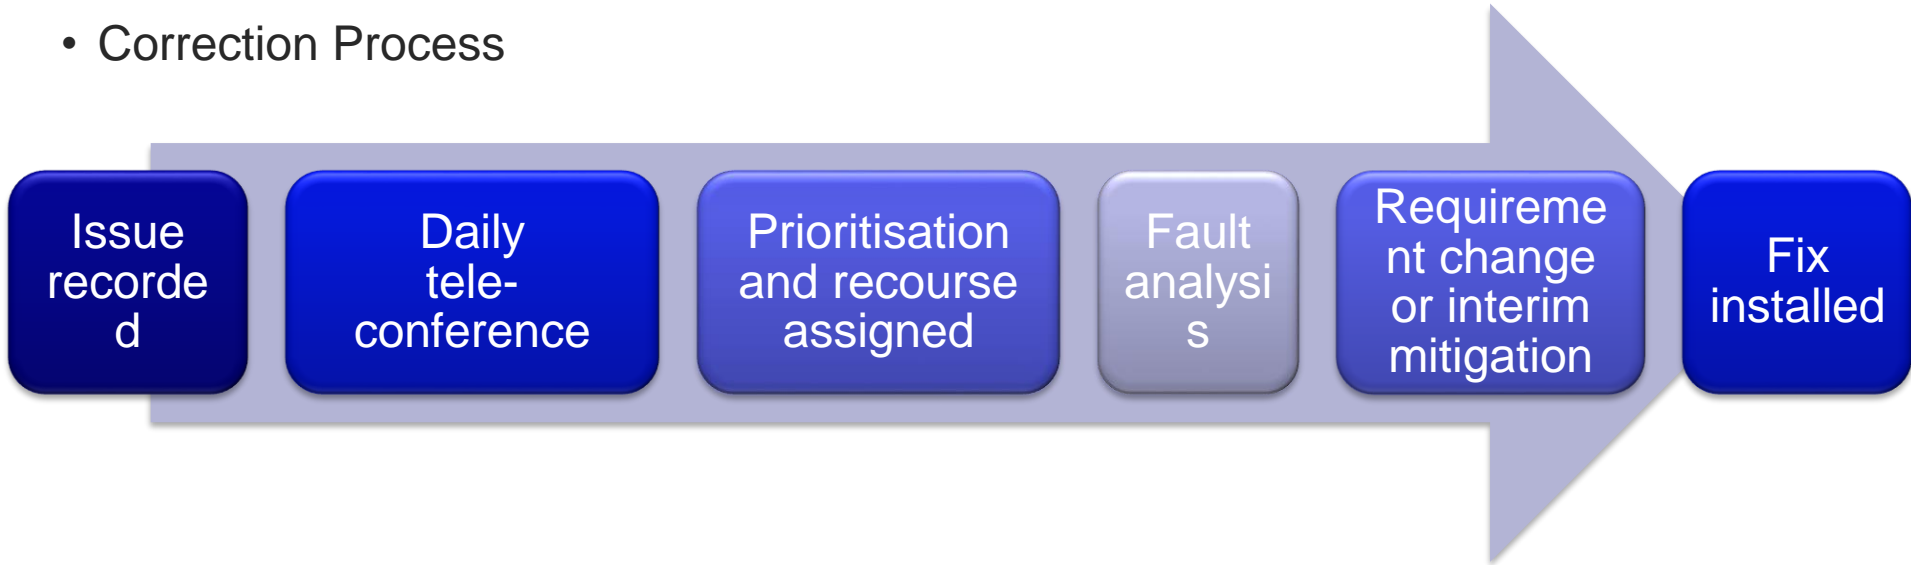 • Correction Process
Issue
recorde
d
Daily
tele-
conference
Prioritisation
and recourse
assigned
Fault
analysi
s
Requireme
nt change
or interim
mitigation
Fix
installed